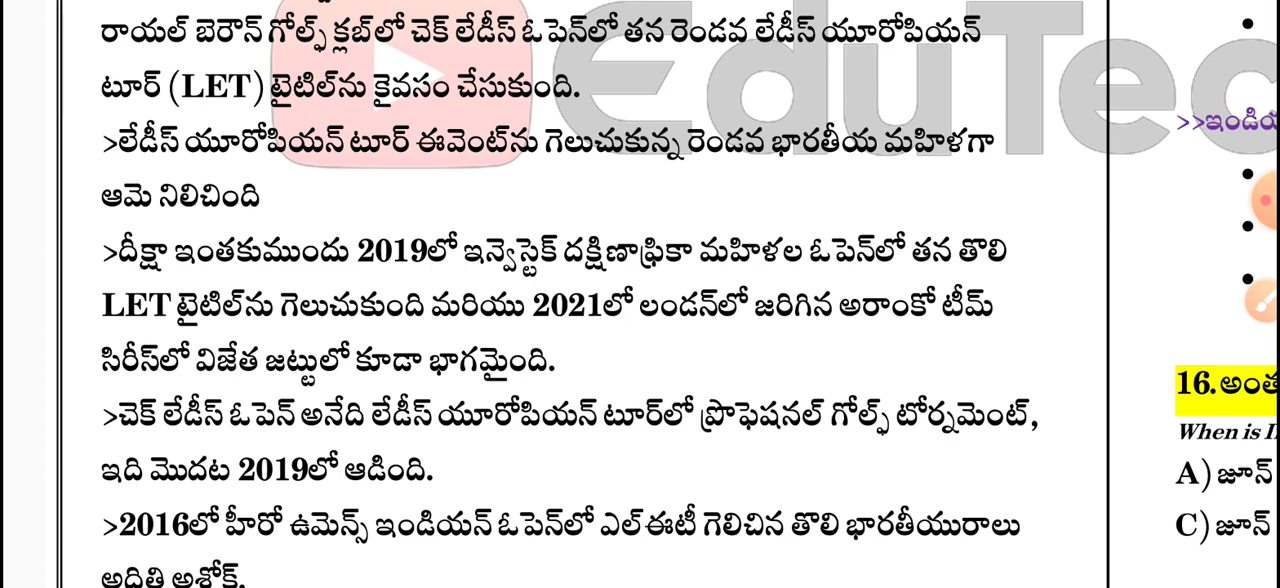 రాయల్ బెరౌన్ గోల్ఫ్ క్లబ్‌లో చెక్ లేడీస్ ఓపెన్‌లో తన రెండవ లేడీస్ యూరోపియన్
టూర్ (LET) టైటిల్‌ను కైవసం చేసుకుంది.
>లేడీస్ యూరోపియన్ టూర్ ఈవెంట్‌ను గెలుచుకున్న రెండవ భారతీయ మహిళగా
ఆమె నిలిచింది
>దీక్షా ఇంతకుముందు 2019లో ఇన్వెస్టెక్ దక్షిణాఫ్రికా మహిళల ఓపెన్‌లో తన తొలి
LET టైటిల్‌ను గెలుచుకుంది మరియు 2021లో లండన్‌లో జరిగిన అరాంకో టీమ్
సిరీస్‌లో విజేత జట్టులో కూడా భాగమైంది.
>చెక్ లేడీస్ ఓపెన్ అనేది లేడీస్ యూరోపియన్ టూర్‌లో ప్రొఫెషనల్ గోల్ఫ్ టోర్నమెంట్,
ఇది మొదట 2019లో ఆడింది.
>2016లో హీరో ఉమెన్స్ ఇండియన్ ఓపెన్‌లో ఎల్ఈటీ గెలిచిన తొలి భారతీయురాలు
అదితి అశోక్.
EduTec
>>ఇండియ
16.అంత
When is I
A) జూన్
C) జూన్